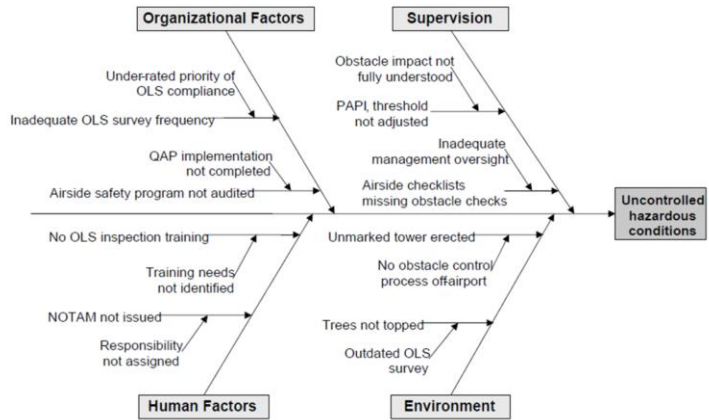 Organizational Factors
Supervision
Under-rated priority of
OLS compliance
Inadequate OLS survey frequency
QAP implementation
not completed
Airside safety program not audited
Obstacle impact not
fully understood
PAPI, threshold
not adjusted
Inadequate
management oversight
Airside checklists
missing obstacle checks
Uncontrolled
hazardous
conditions
No OLS inspection training
Training needs
not identified
NOTAM not issued
Responsibility
not assigned
Unmarked tower erected
No obstacle control
process off-airport
Trees not topped
Outdated OLS
survey
Human Factors
Environment